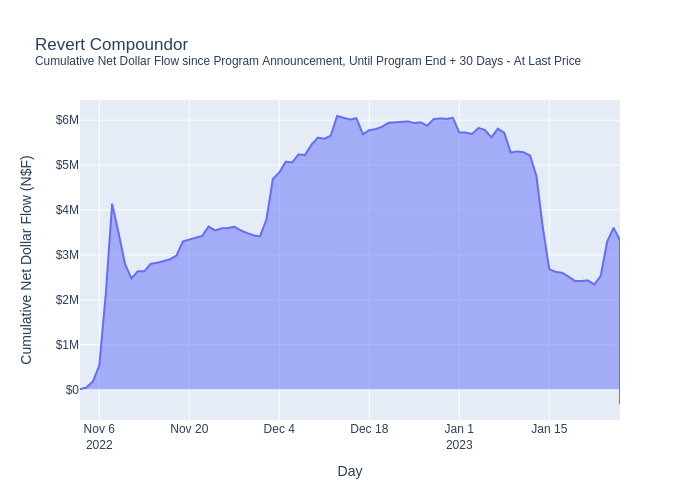 Revert Compoundor
Cumulative Net Dollar Flow since Program Announcement, Until Program End + 30 Days - At Last Price
Cumulative Net Dollar Flow (N$F)
$6M
$5M
$4M
$3M
$2M
$1M
$0
Nov 6 Nov 20 Dec 4 Dec 18 Jan 1 Jan 15
2022 2023
Day